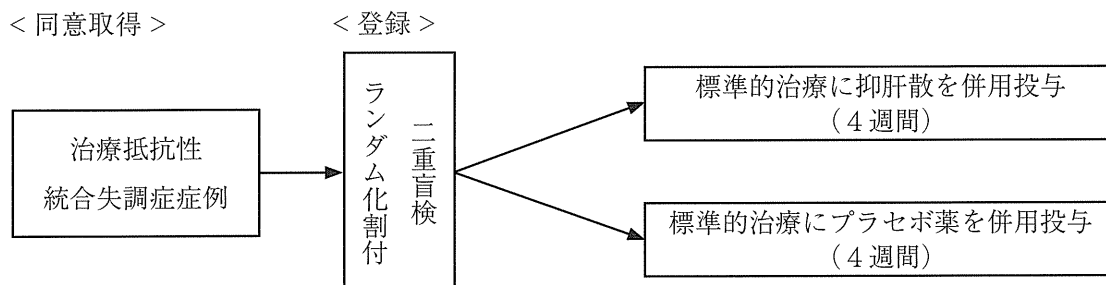 ＜同意取得＞
＜登録＞
治療抵抗性
統合失調症症例
二重盲検
ランダム化割付
標準的治療に抑肝散を併用投与
（４週間）
標準的治療にプラセボ薬を併用投与
（４週間）